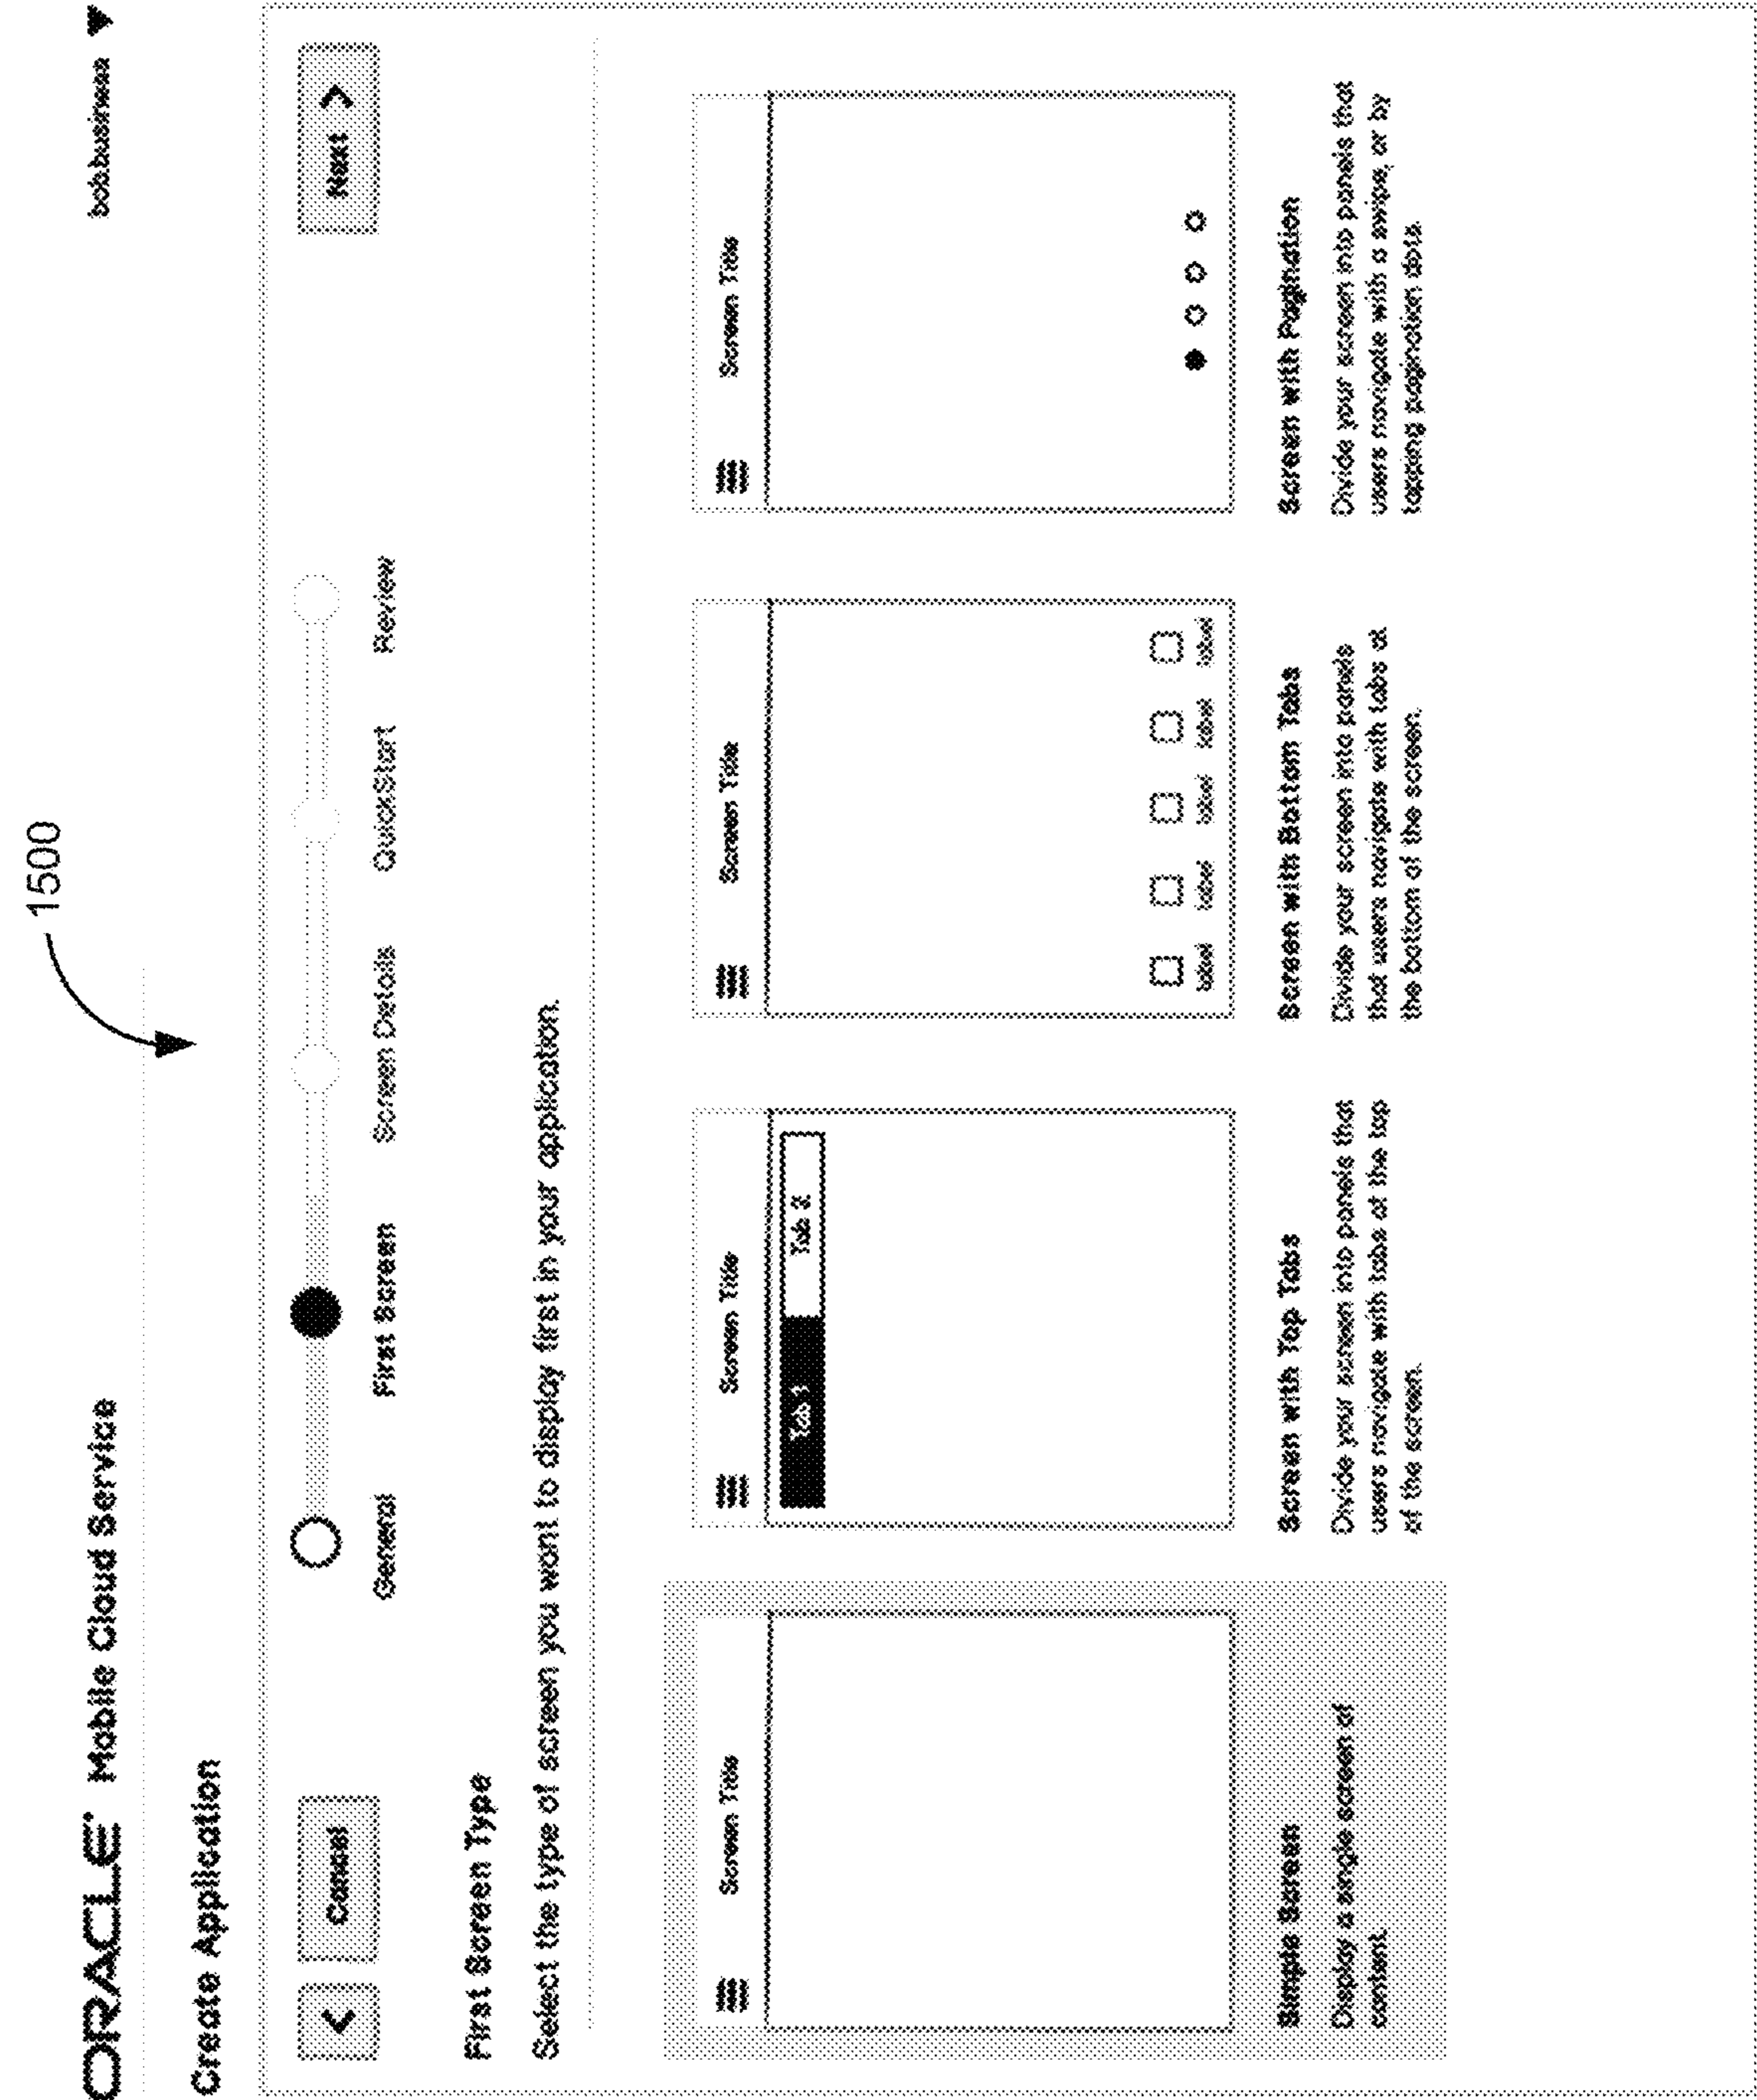 1500
ORACLE Mobile Cloud Service
bob.business
Create Application
Cancel
Next
General
First Screen
Screen Details
QuickStart
Review
First Screen Type
Select the type of screen you want to display first in your application.
Screen Title
Simple Screen
Display a single screen of
content.
Screen Title
Tab 1
Tab 2
Screen with Top Tabs
Divide your screen into panels that
users navigate with tabs at the top
of the screen.
Screen Title
label
label
label
label
label
Screen with Bottom Tabs
Divide your screen into panels
that users navigate with tabs at
the bottom of the screen.
Screen Title
Screen with Pagination
Divide your screen into panels that
users navigate with a swipe, or by
tapping pagination dots.